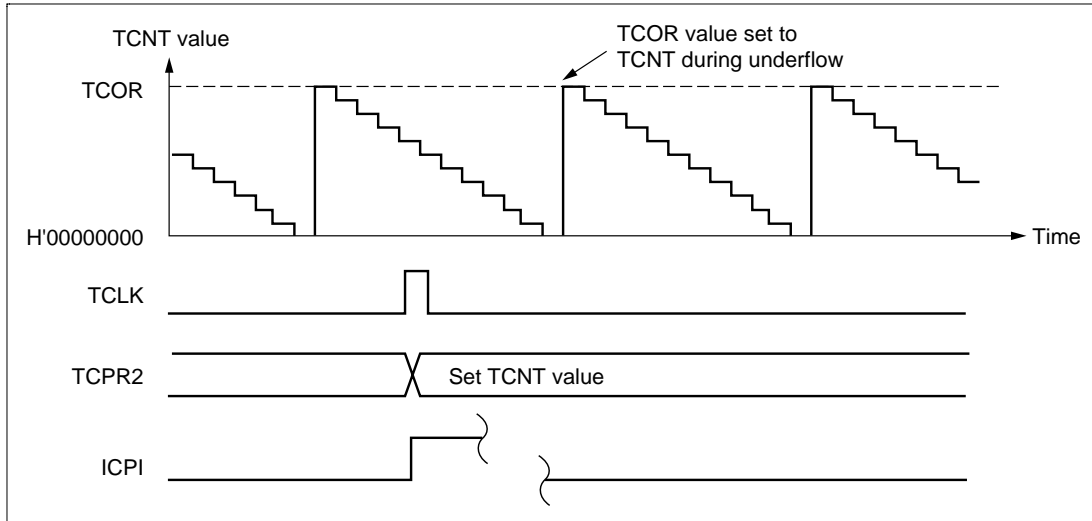 TCNT value
TCOR value set to
TCNT during underflow
TCOR
H'00000000
Time
TCLK
TCPR2
Set TCNT value
ICPI